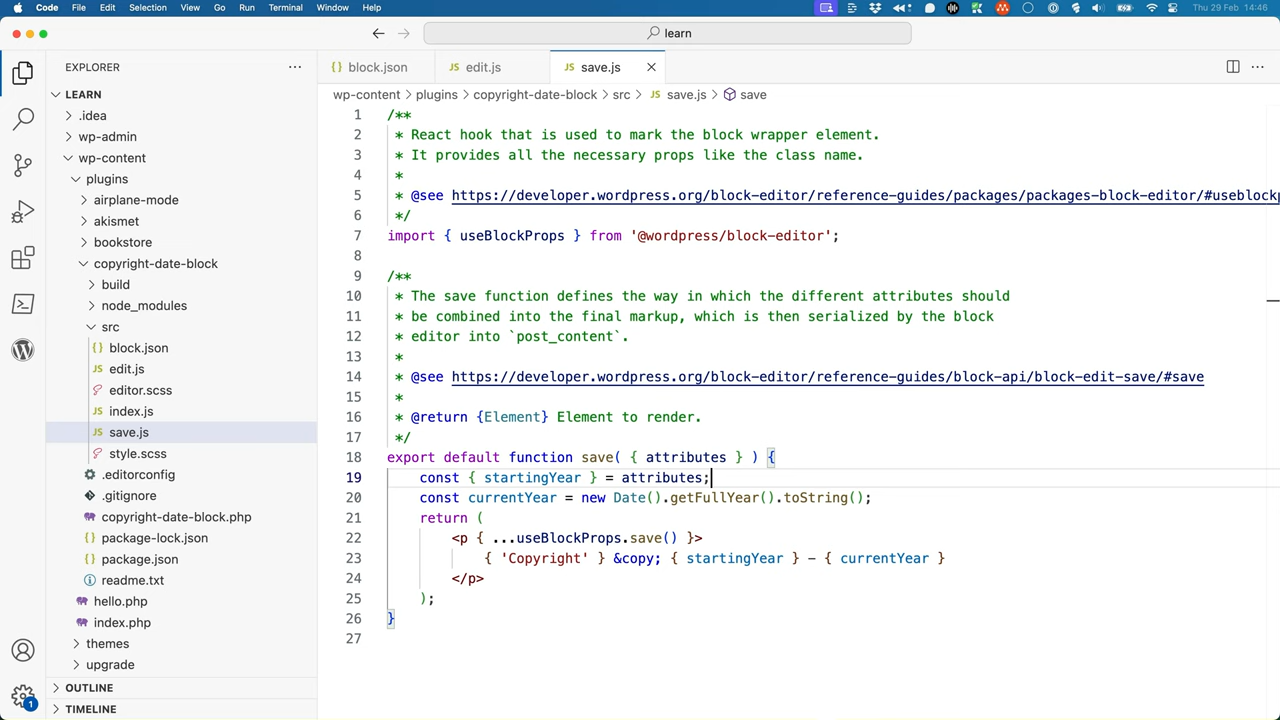 Code File Edit Selection View Go Run Terminal Window Help Thu 29 Feb 14:46
learn
EXPLORER
LEARN
.idea
wp-admin
wp-content
plugins
airplane-mode
akismet
bookstore
copyright-date-block
build
node_modules
src
{} block.json
JS edit.js
editor.scss
JS index.js
JS save.js
style.scss
.editorconfig
.gitignore
copyright-date-block.php
{} package-lock.json
{} package.json
readme.txt
hello.php
index.php
themes
upgrade
OUTLINE
TIMELINE
1
{} block.json JS edit.js JS save.js
wp-content > plugins > copyright-date-block > src > JS save.js > save
1 /**
2 * React hook that is used to mark the block wrapper element.
3 * It provides all the necessary props like the class name.
4 *
5 * @see https://developer.wordpress.org/block-editor/reference-guides/packages/packages-block-editor/#useblockp
6 */
7 import { useBlockProps } from '@wordpress/block-editor';
8
9 /**
10 * The save function defines the way in which the different attributes should
11 * be combined into the final markup, which is then serialized by the block
12 * editor into `post_content`.
13 *
14 * @see https://developer.wordpress.org/block-editor/reference-guides/block-api/block-edit-save/#save
15 *
16 * @return {Element} Element to render.
17 */
18 export default function save( { attributes } ) {
19 const { startingYear } = attributes;
20 const currentYear = new Date().getFullYear().toString();
21 return (
22 <p { ...useBlockProps.save() }>
23 { 'Copyright' } &copy; { startingYear } - { currentYear }
24 </p>
25 );
26 }
27